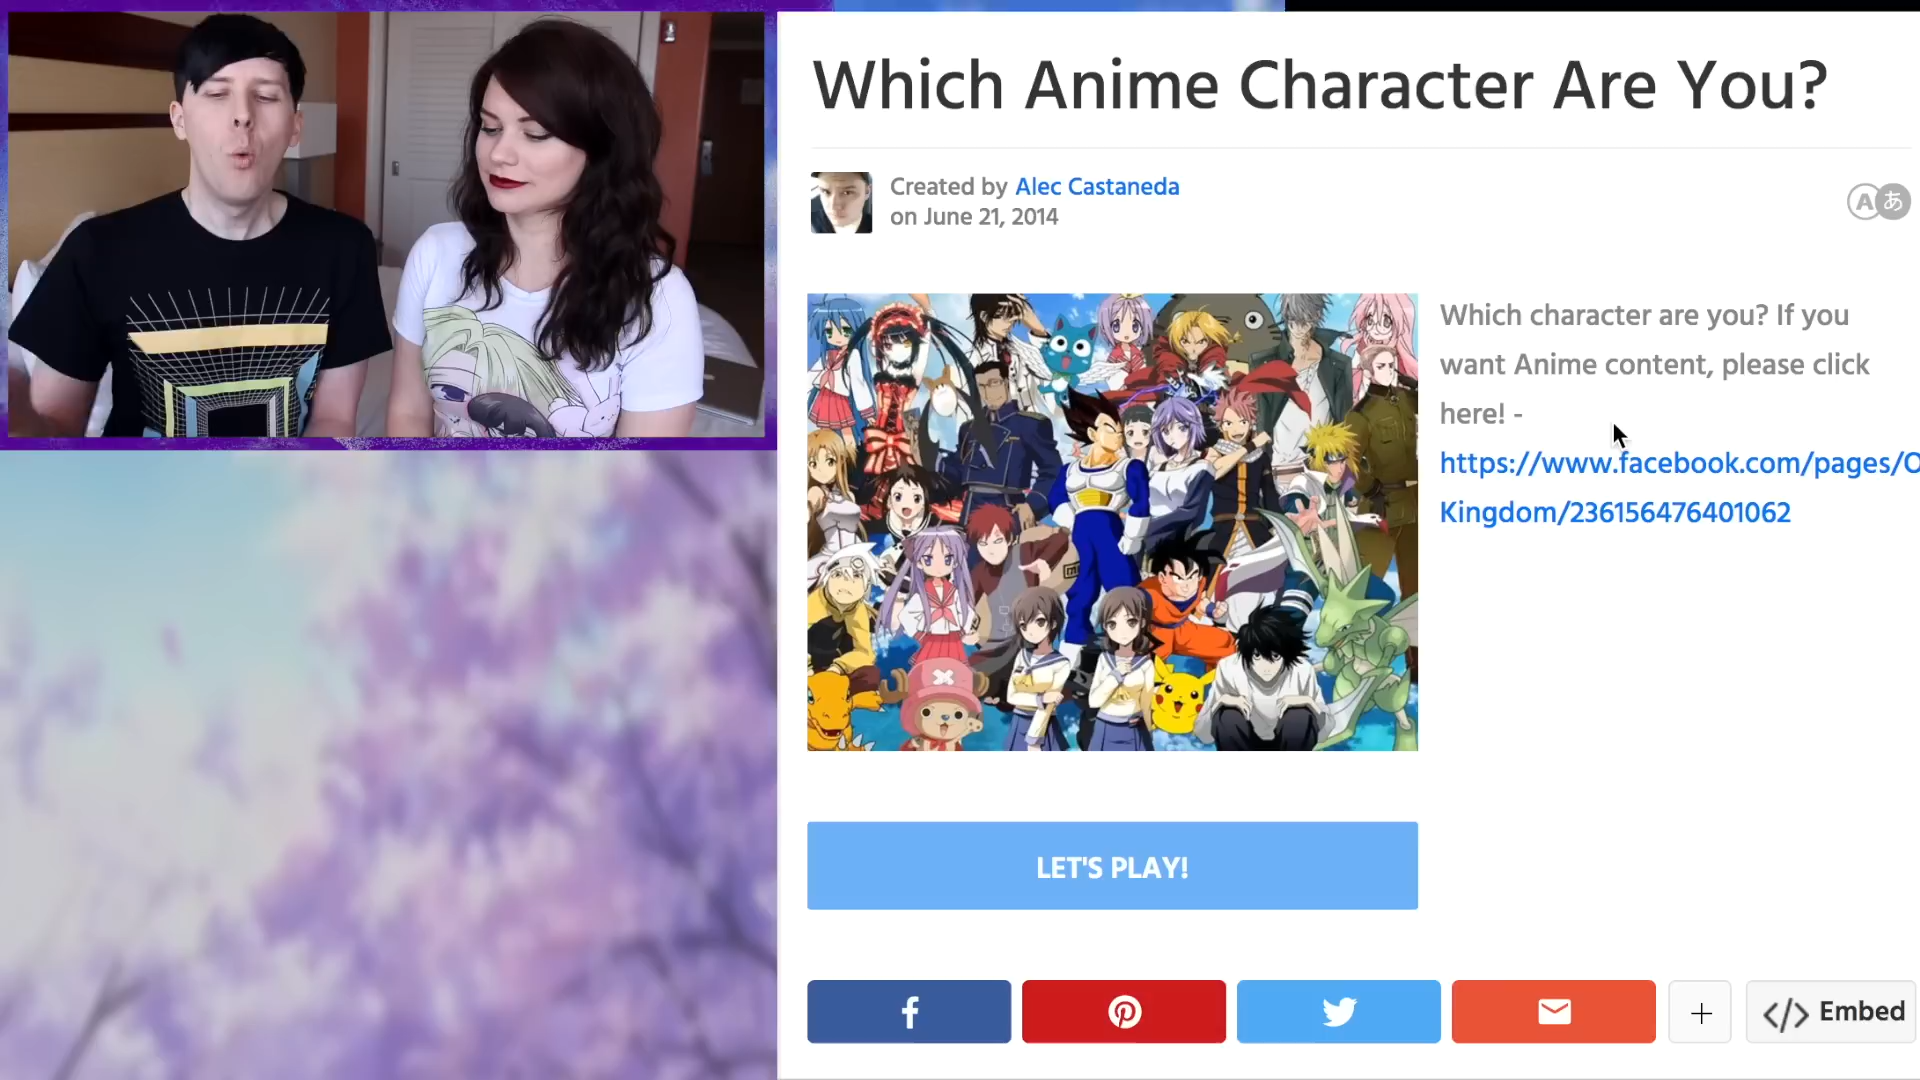 Which Anime Character Are You?
Created by Alec Castaneda
on June 21, 2014
A あ
Which character are you? If you
want Anime content, please click
here! -
https://www.facebook.com/pages/O
Kingdom/236156476401062
LET'S PLAY!
</> Embed